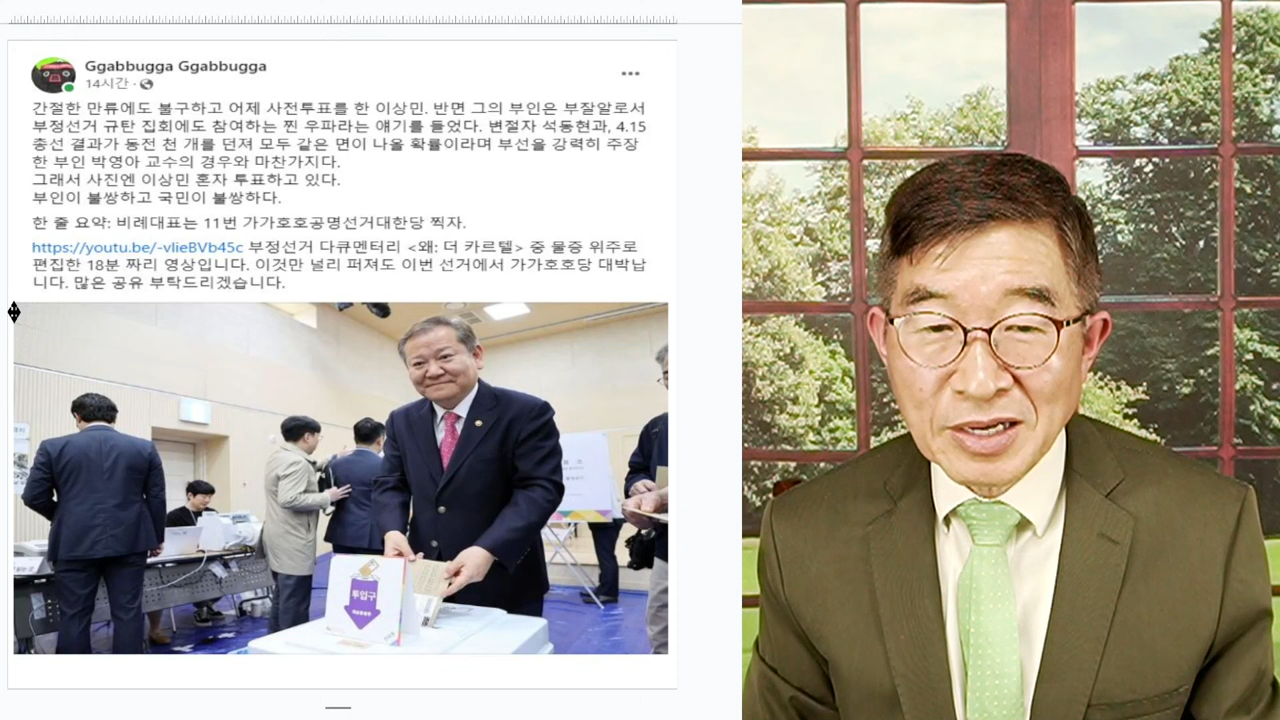 Ggabbugga Ggabbugga
14시간 ·
간절한 만류에도 불구하고 어제 사전투표를 한 이상민. 반면 그의 부인은 부잘알로서
부정선거 규탄 집회에도 참여하는 찐 우파라는 얘기를 들었다. 변절자 석동현과, 4.15
총선 결과가 동전 천 개를 던져 모두 같은 면이 나올 확률이라며 부선을 강력히 주장
한 부인 박영아 교수의 경우와 마찬가지다.
그래서 사진엔 이상민 혼자 투표하고 있다.
부인이 불쌍하고 국민이 불쌍하다.
한 줄 요약: 비례대표는 11번 가가호호공명선거대한당 찍자.
https://youtu.be/-vIieBVb45c 부정선거 다큐멘터리 <왜: 더 카르텔> 중 물증 위주로
편집한 18분 짜리 영상입니다. 이것만 널리 퍼져도 이번 선거에서 가가호호당 대박납
니다. 많은 공유 부탁드리겠습니다.
투입구